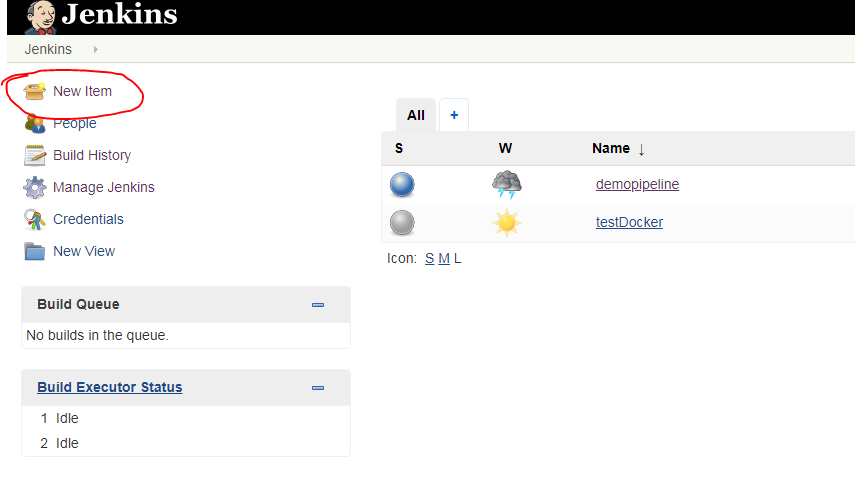 Jenkins
Jenkins
New Item
People
Build History
Manage Jenkins
Credentials
New View
Build Queue
No builds in the queue.
Build Executor Status
1 Idle
2 Idle
All +
S W Name ↓
demopipeline
testDocker
Icon: S M L